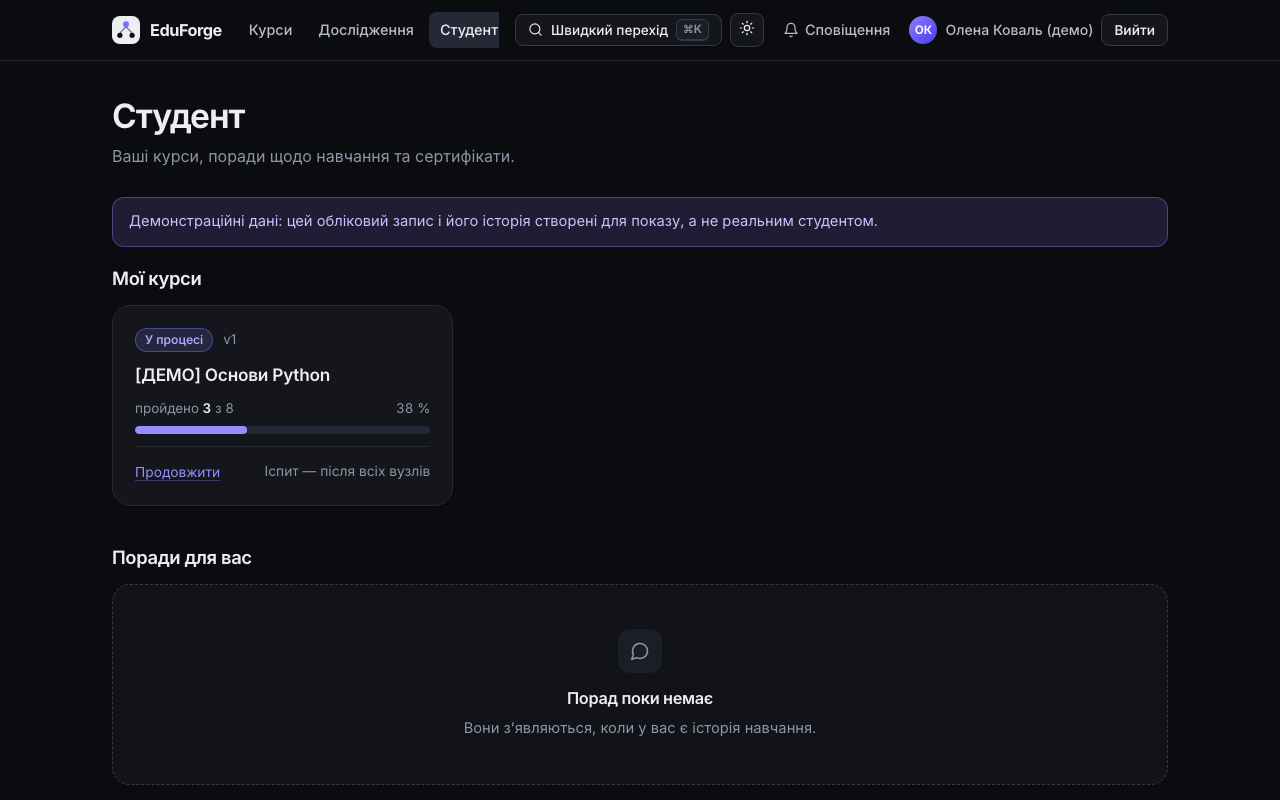 EduForge
Курси
Дослідження
Студент
Швидкий перехід
⌘K
Сповіщення
ОК
Олена Коваль (демо)
Вийти
Студент
Ваші курси, поради щодо навчання та сертифікати.
Демонстраційні дані: цей обліковий запис і його історія створені для показу, а не реальним студентом.
Мої курси
У процесі v1
[ДЕМО] Основи Python
пройдено 3 з 8 38 %
Продовжити Іспит — після всіх вузлів
Поради для вас
Порад поки немає
Вони з’являються, коли у вас є історія навчання.